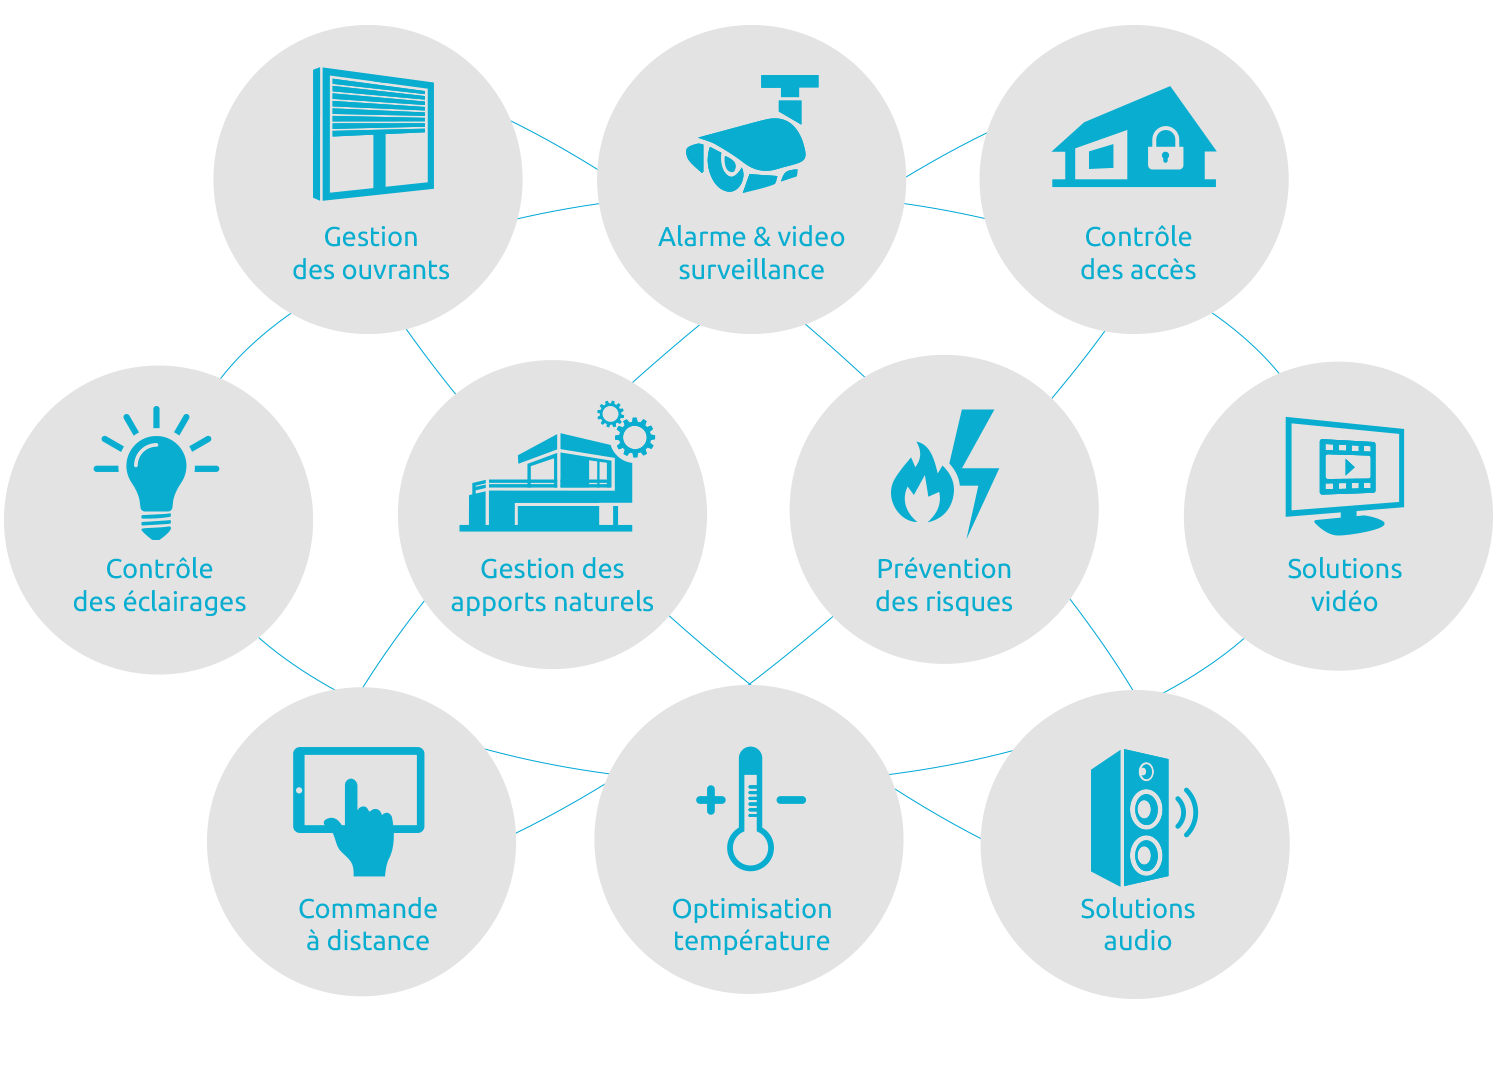 Gestion
des ouvrants
Alarme & video
surveillance
Contrôle
des accès
Contrôle
des éclairages
Gestion des
apports naturels
Prévention
des risques
Solutions
vidéo
Commande
à distance
Optimisation
température
Solutions
audio